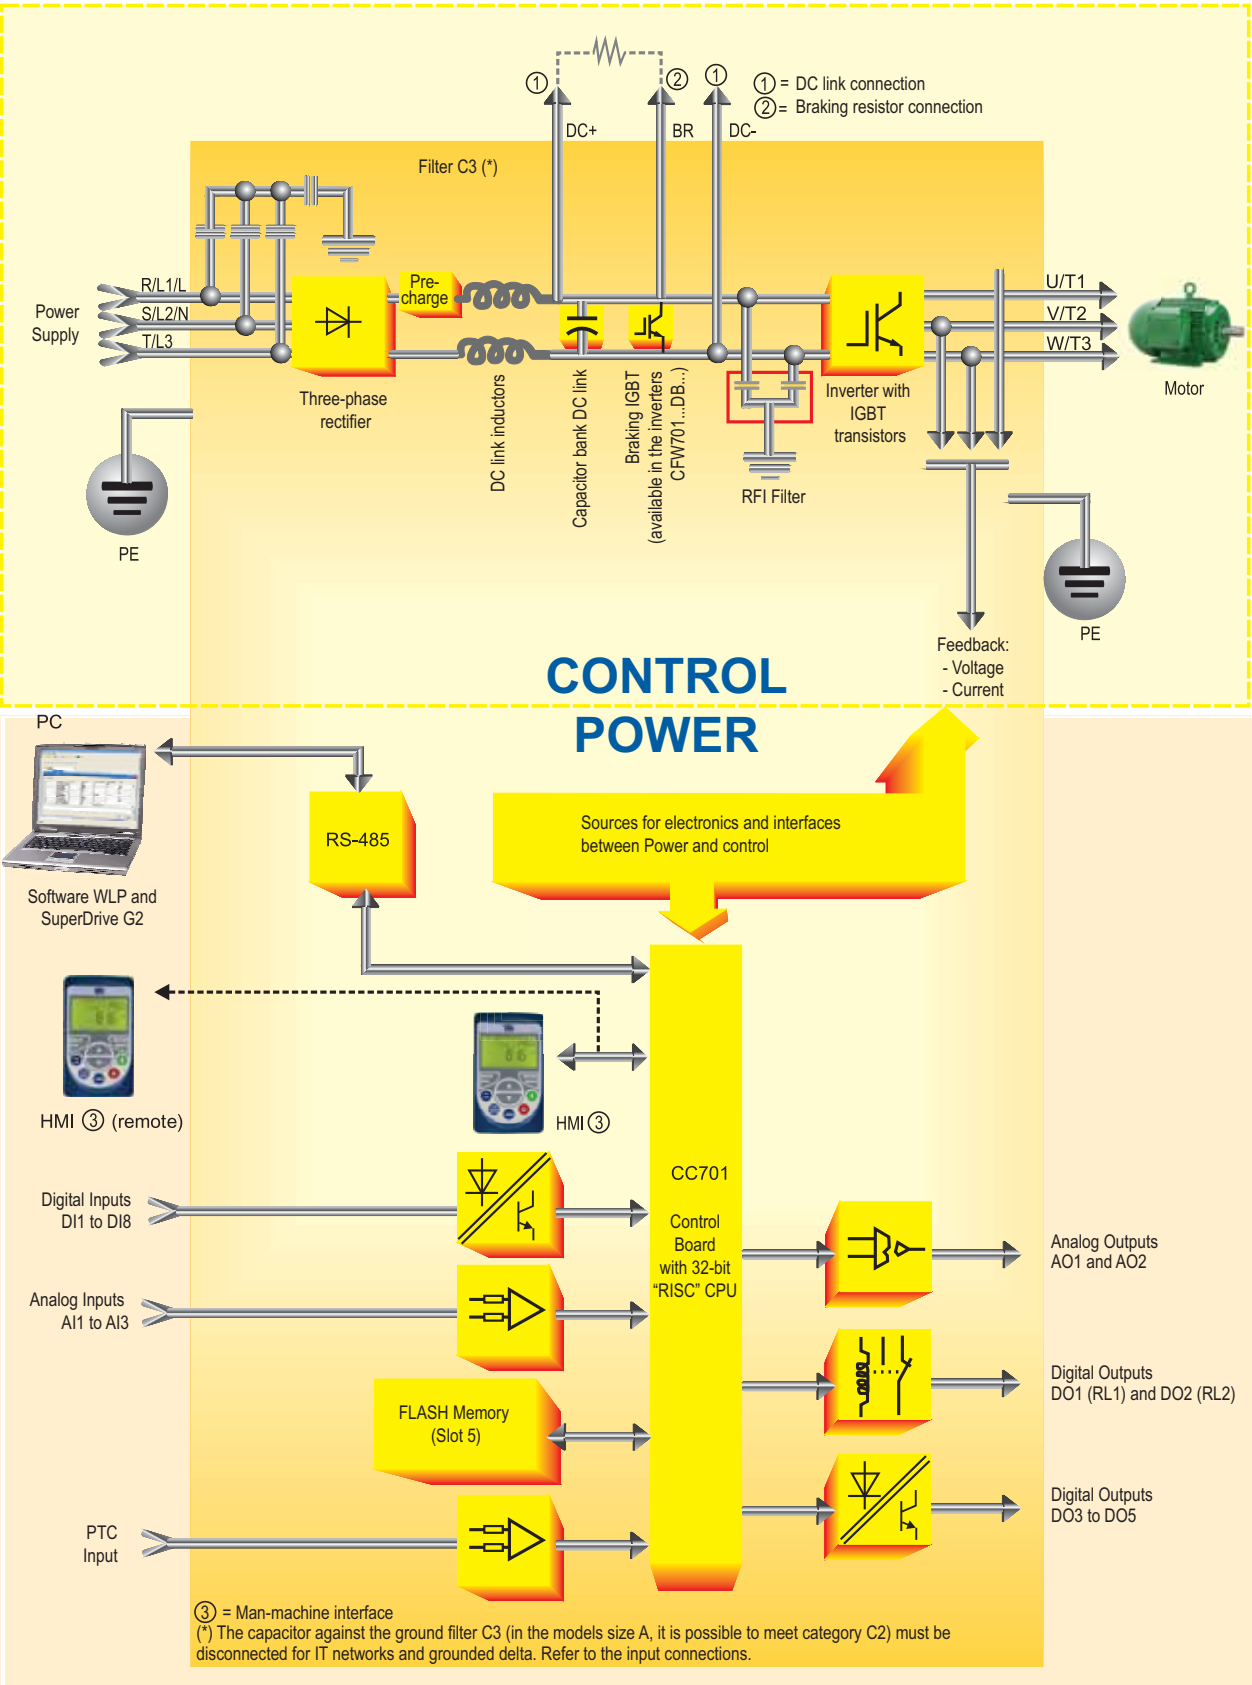 1
2
1
1 = DC link connection
2 = Braking resistor connection
DC+
BR
DC-
Filter C3 (*)
Power
Supply
R/L1/L
S/L2/N
T/L3
Pre-
charge
U/T1
V/T2
W/T3
Motor
Three-phase
rectifier
DC link inductors
Capacitor bank DC link
Braking IGBT
(available in the inverters
CFW701...DB...)
RFI Filter
Inverter with
IGBT
transistors
PE
PE
Feedback:
- Voltage
- Current
CONTROL
POWER
PC
RS-485
Sources for electronics and interfaces
between Power and control
Software WLP and
SuperDrive G2
HMI 3 (remote)
HMI 3
CC701
Control
Board
with 32-bit
“RISC” CPU
Digital Inputs
DI1 to DI8
Analog Inputs
AI1 to AI3
FLASH Memory
(Slot 5)
PTC
Input
Analog Outputs
AO1 and AO2
Digital Outputs
DO1 (RL1) and DO2 (RL2)
Digital Outputs
DO3 to DO5
3 = Man-machine interface
(*) The capacitor against the ground filter C3 (in the models size A, it is possible to meet category C2) must be
disconnected for IT networks and grounded delta. Refer to the input connections.